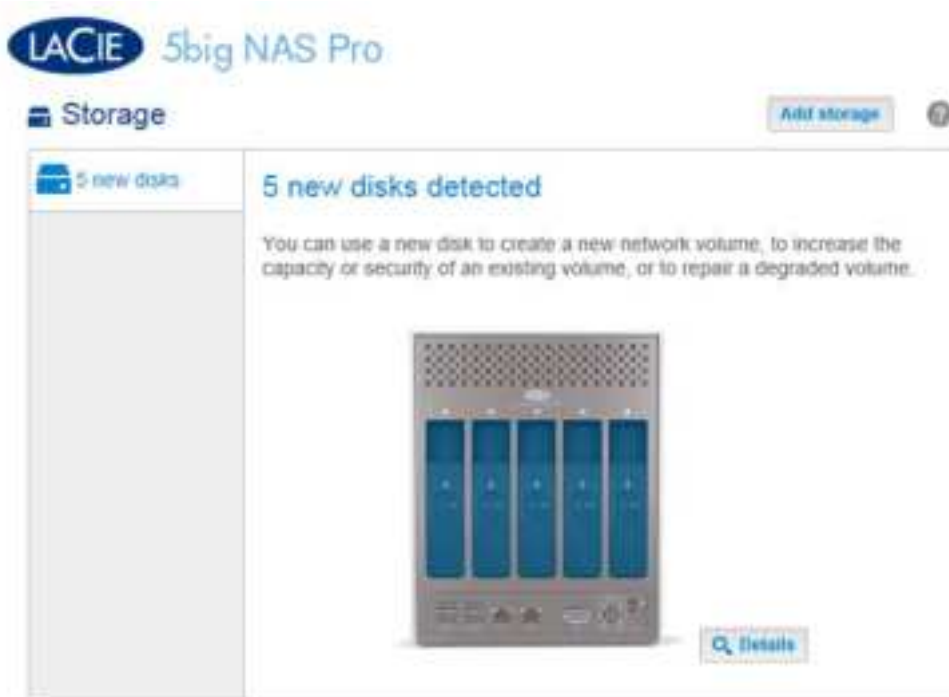 LACIE 5big NAS Pro
Storage
Add storage
?
5 new disks
5 new disks detected
You can use a new disk to create a new network volume, to increase the
capacity or security of an existing volume, or to repair a degraded volume.
Details